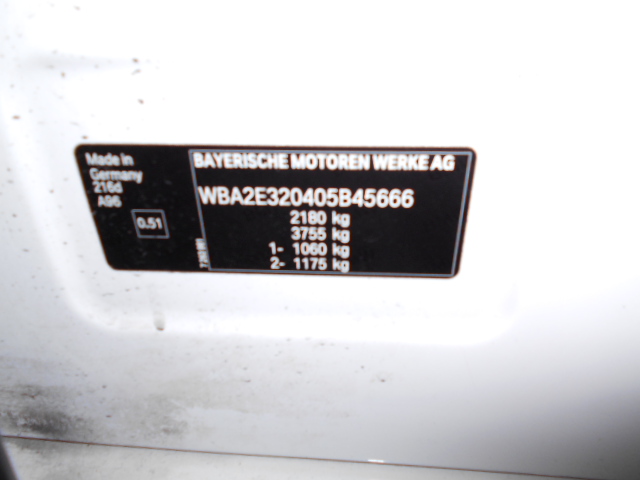 Made in
Germany
216d
A96
0.51
BAYERISCHE MOTOREN WERKE AG
WBA2E320405B45666
2180 kg
3755 kg
1- 1060 kg
2- 1175 kg